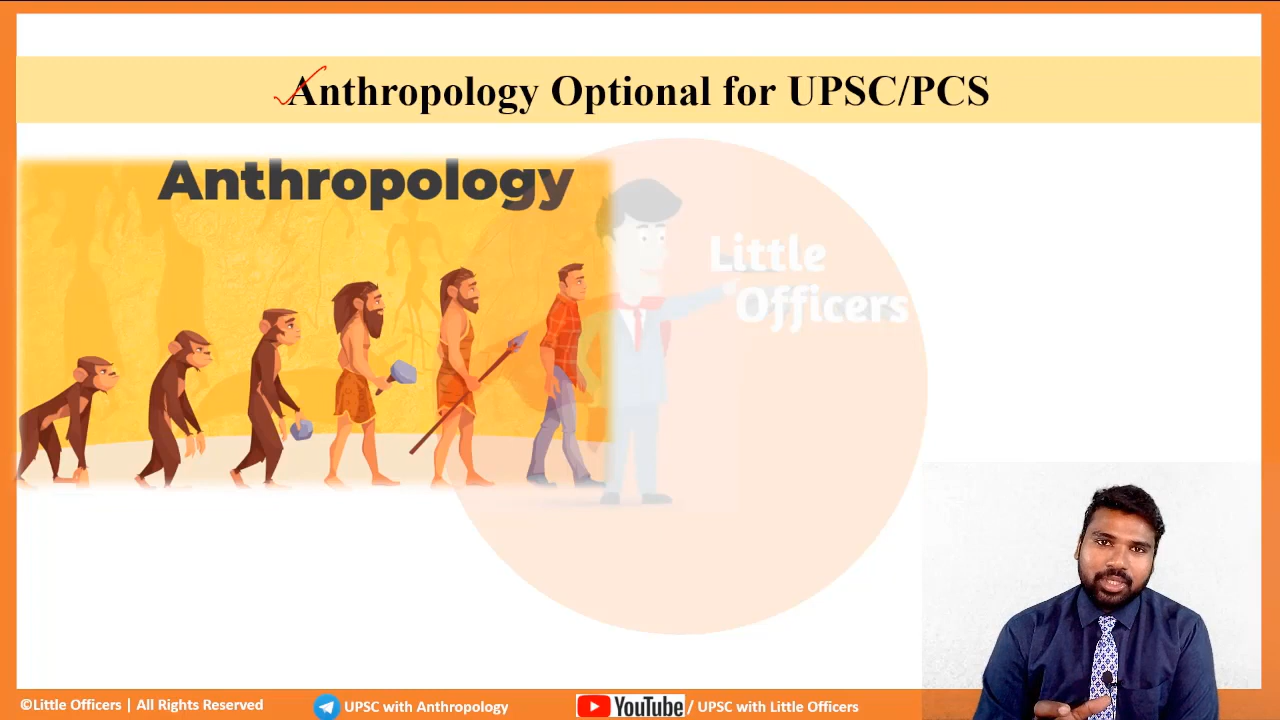 Anthropology Optional for UPSC/PCS
Anthropology
Little
Officers
©Little Officers | All Rights Reserved
UPSC with Anthropology
YouTube / UPSC with Little Officers